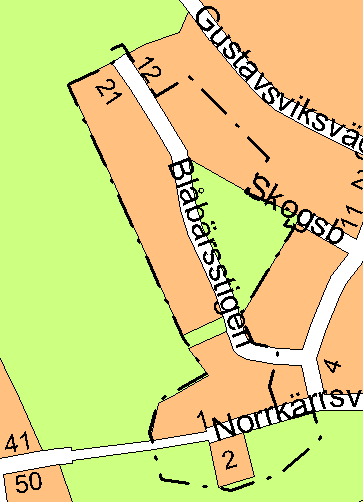 Gustavsviksväg
12
21
2
Skogsb
11
Blåbärsstigen
4
1
Norrkärrsv
41
2
50